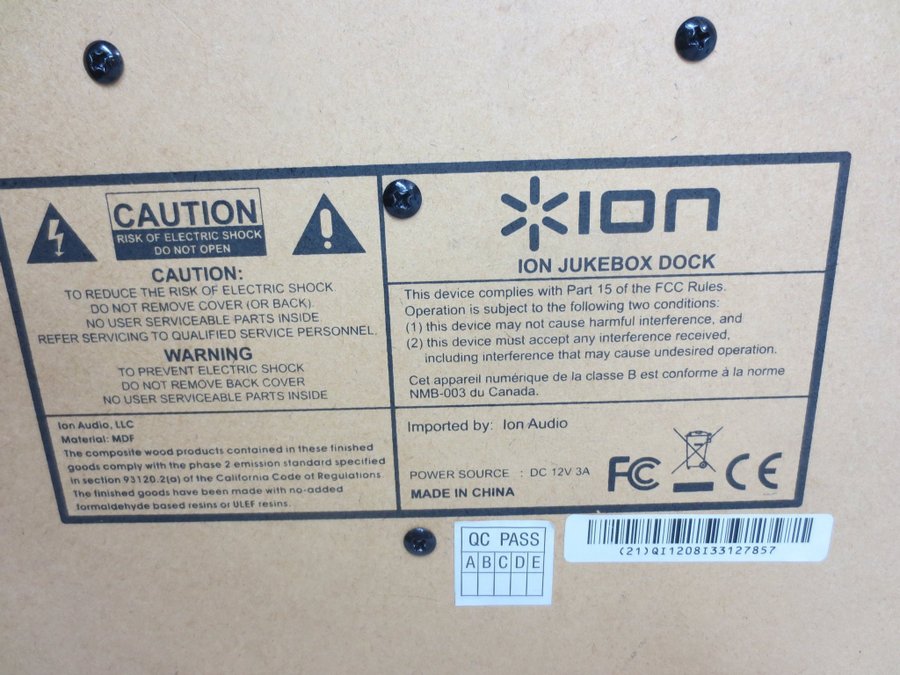 CAUTION
RISK OF ELECTRIC SHOCK
DO NOT OPEN
CAUTION:
TO REDUCE THE RISK OF ELECTRIC SHOCK
DO NOT REMOVE COVER (OR BACK)
NO USER SERVICEABLE PARTS INSIDE
REFER SERVICING TO QUALIFIED SERVICE PERSONNEL.
WARNING
TO PREVENT ELECTRIC SHOCK
DO NOT REMOVE BACK COVER
NO USER SERVICEABLE PARTS INSIDE
Ion Audio, LLC
Material: MDF
The composite wood products contained in these finished
goods comply with the phase 2 emission standard specified
in section 93120.2(a) of the California Code of Regulations
The finished goods have been made with no-added
formaldehyde based resins or ULEF resins.
ION
ION JUKEBOX DOCK
This device complies with Part 15 of the FCC Rules.
Operation is subject to the following two conditions:
(1) this device may not cause harmful interference, and
(2) this device must accept any interference received,
including interference that may cause undesired operation.
Cet appareil numérique de la classe B est conforme à la norme
NMB-003 du Canada.
Imported by: Ion Audio
POWER SOURCE : DC 12V 3A
MADE IN CHINA
FC CE
QC PASS
A B C D E
(21)QI1208I33127857